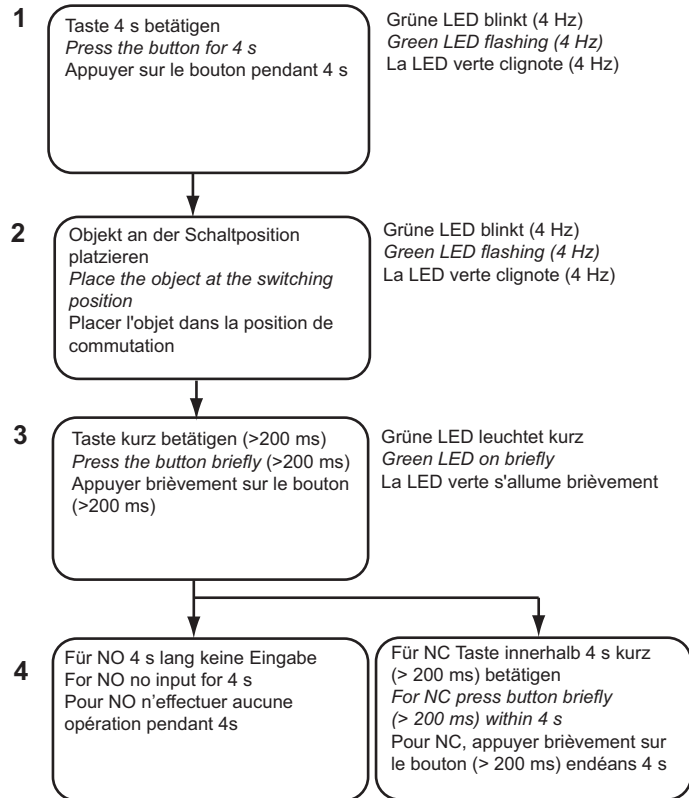 1
Taste 4 s betätigen
Press the button for 4 s
Appuyer sur le bouton pendant 4 s
Grüne LED blinkt (4 Hz)
Green LED flashing (4 Hz)
La LED verte clignote (4 Hz)
2
Objekt an der Schaltposition
platzieren
Place the object at the switching
position
Placer l'objet dans la position de
commutation
Grüne LED blinkt (4 Hz)
Green LED flashing (4 Hz)
La LED verte clignote (4 Hz)
3
Taste kurz betätigen (>200 ms)
Press the button briefly (>200 ms)
Appuyer brièvement sur le bouton
(>200 ms)
Grüne LED leuchtet kurz
Green LED on briefly
La LED verte s'allume brièvement
4
Für NO 4 s lang keine Eingabe
For NO no input for 4 s
Pour NO n’effectuer aucune
opération pendant 4s
Für NC Taste innerhalb 4 s kurz
(> 200 ms) betätigen
For NC press button briefly
(> 200 ms) within 4 s
Pour NC, appuyer brièvement sur
le bouton (> 200 ms) endéans 4 s